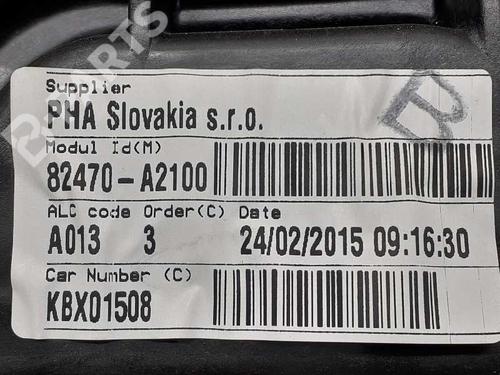 Supplier
PHA Slovakia s.r.o.
Modul Id(M)
82470-A2100
ALC code Order(C) Date
A013 3 24/02/2015 09:16:30
Car Number (C)
KBX01508
B
PARTS